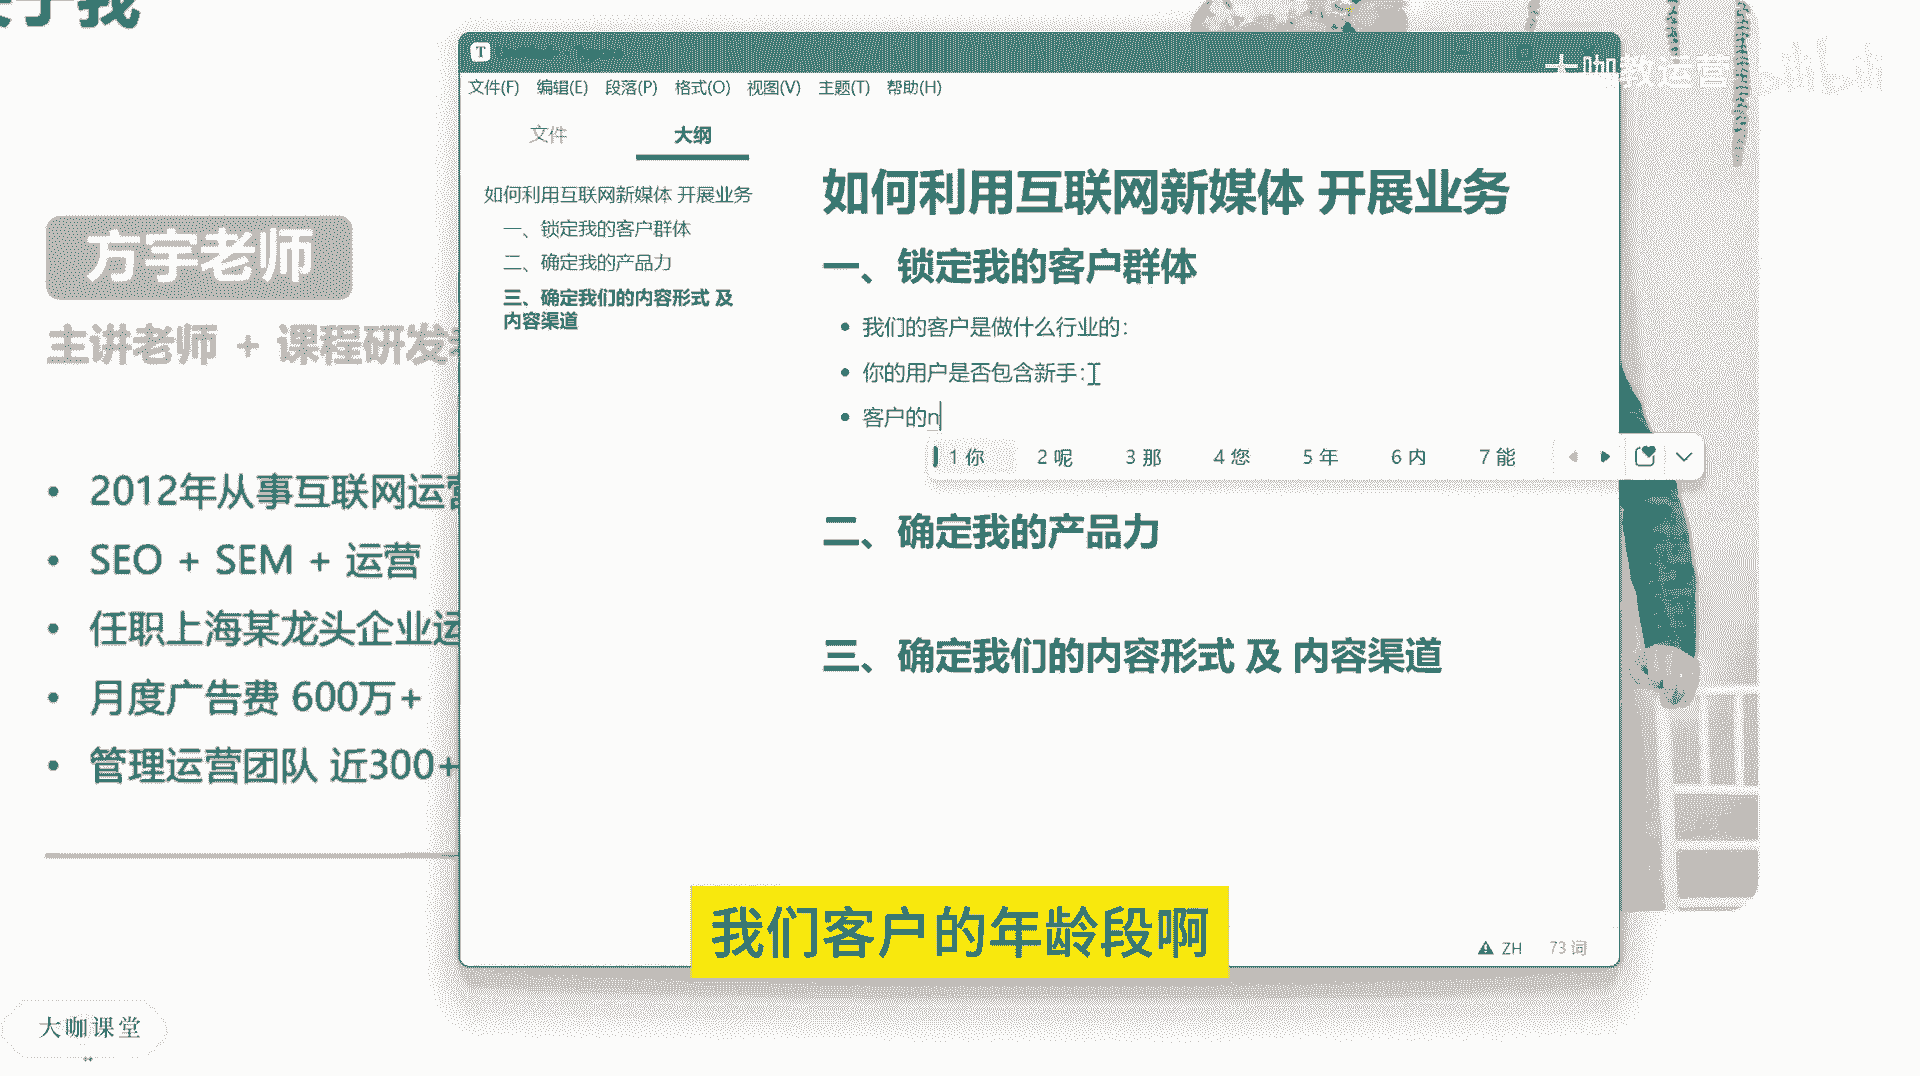 关于我
大咖教运营 bilibili
T
文件(F) 编辑(E) 段落(P) 格式(O) 视图(V) 主题(T) 帮助(H)
文件 大纲
如何利用互联网新媒体 开展业务
一、锁定我的客户群体
二、确定我的产品力
三、确定我们的内容形式 及
内容渠道
如何利用互联网新媒体 开展业务
一、锁定我的客户群体
我们的客户是做什么行业的：
你的用户是否包含新手：
客户的n
1 你 2 呢 3 那 4 您 5 年 6 内 7 能
二、确定我的产品力
三、确定我们的内容形式 及 内容渠道
ZH 73 词
方宇老师
主讲老师 + 课程研发
• 2012年从事互联网运营
• SEO + SEM + 运营
• 任职上海某龙头企业运
• 月度广告费 600万+
• 管理运营团队 近300+
我们客户的年龄段啊
大咖课堂